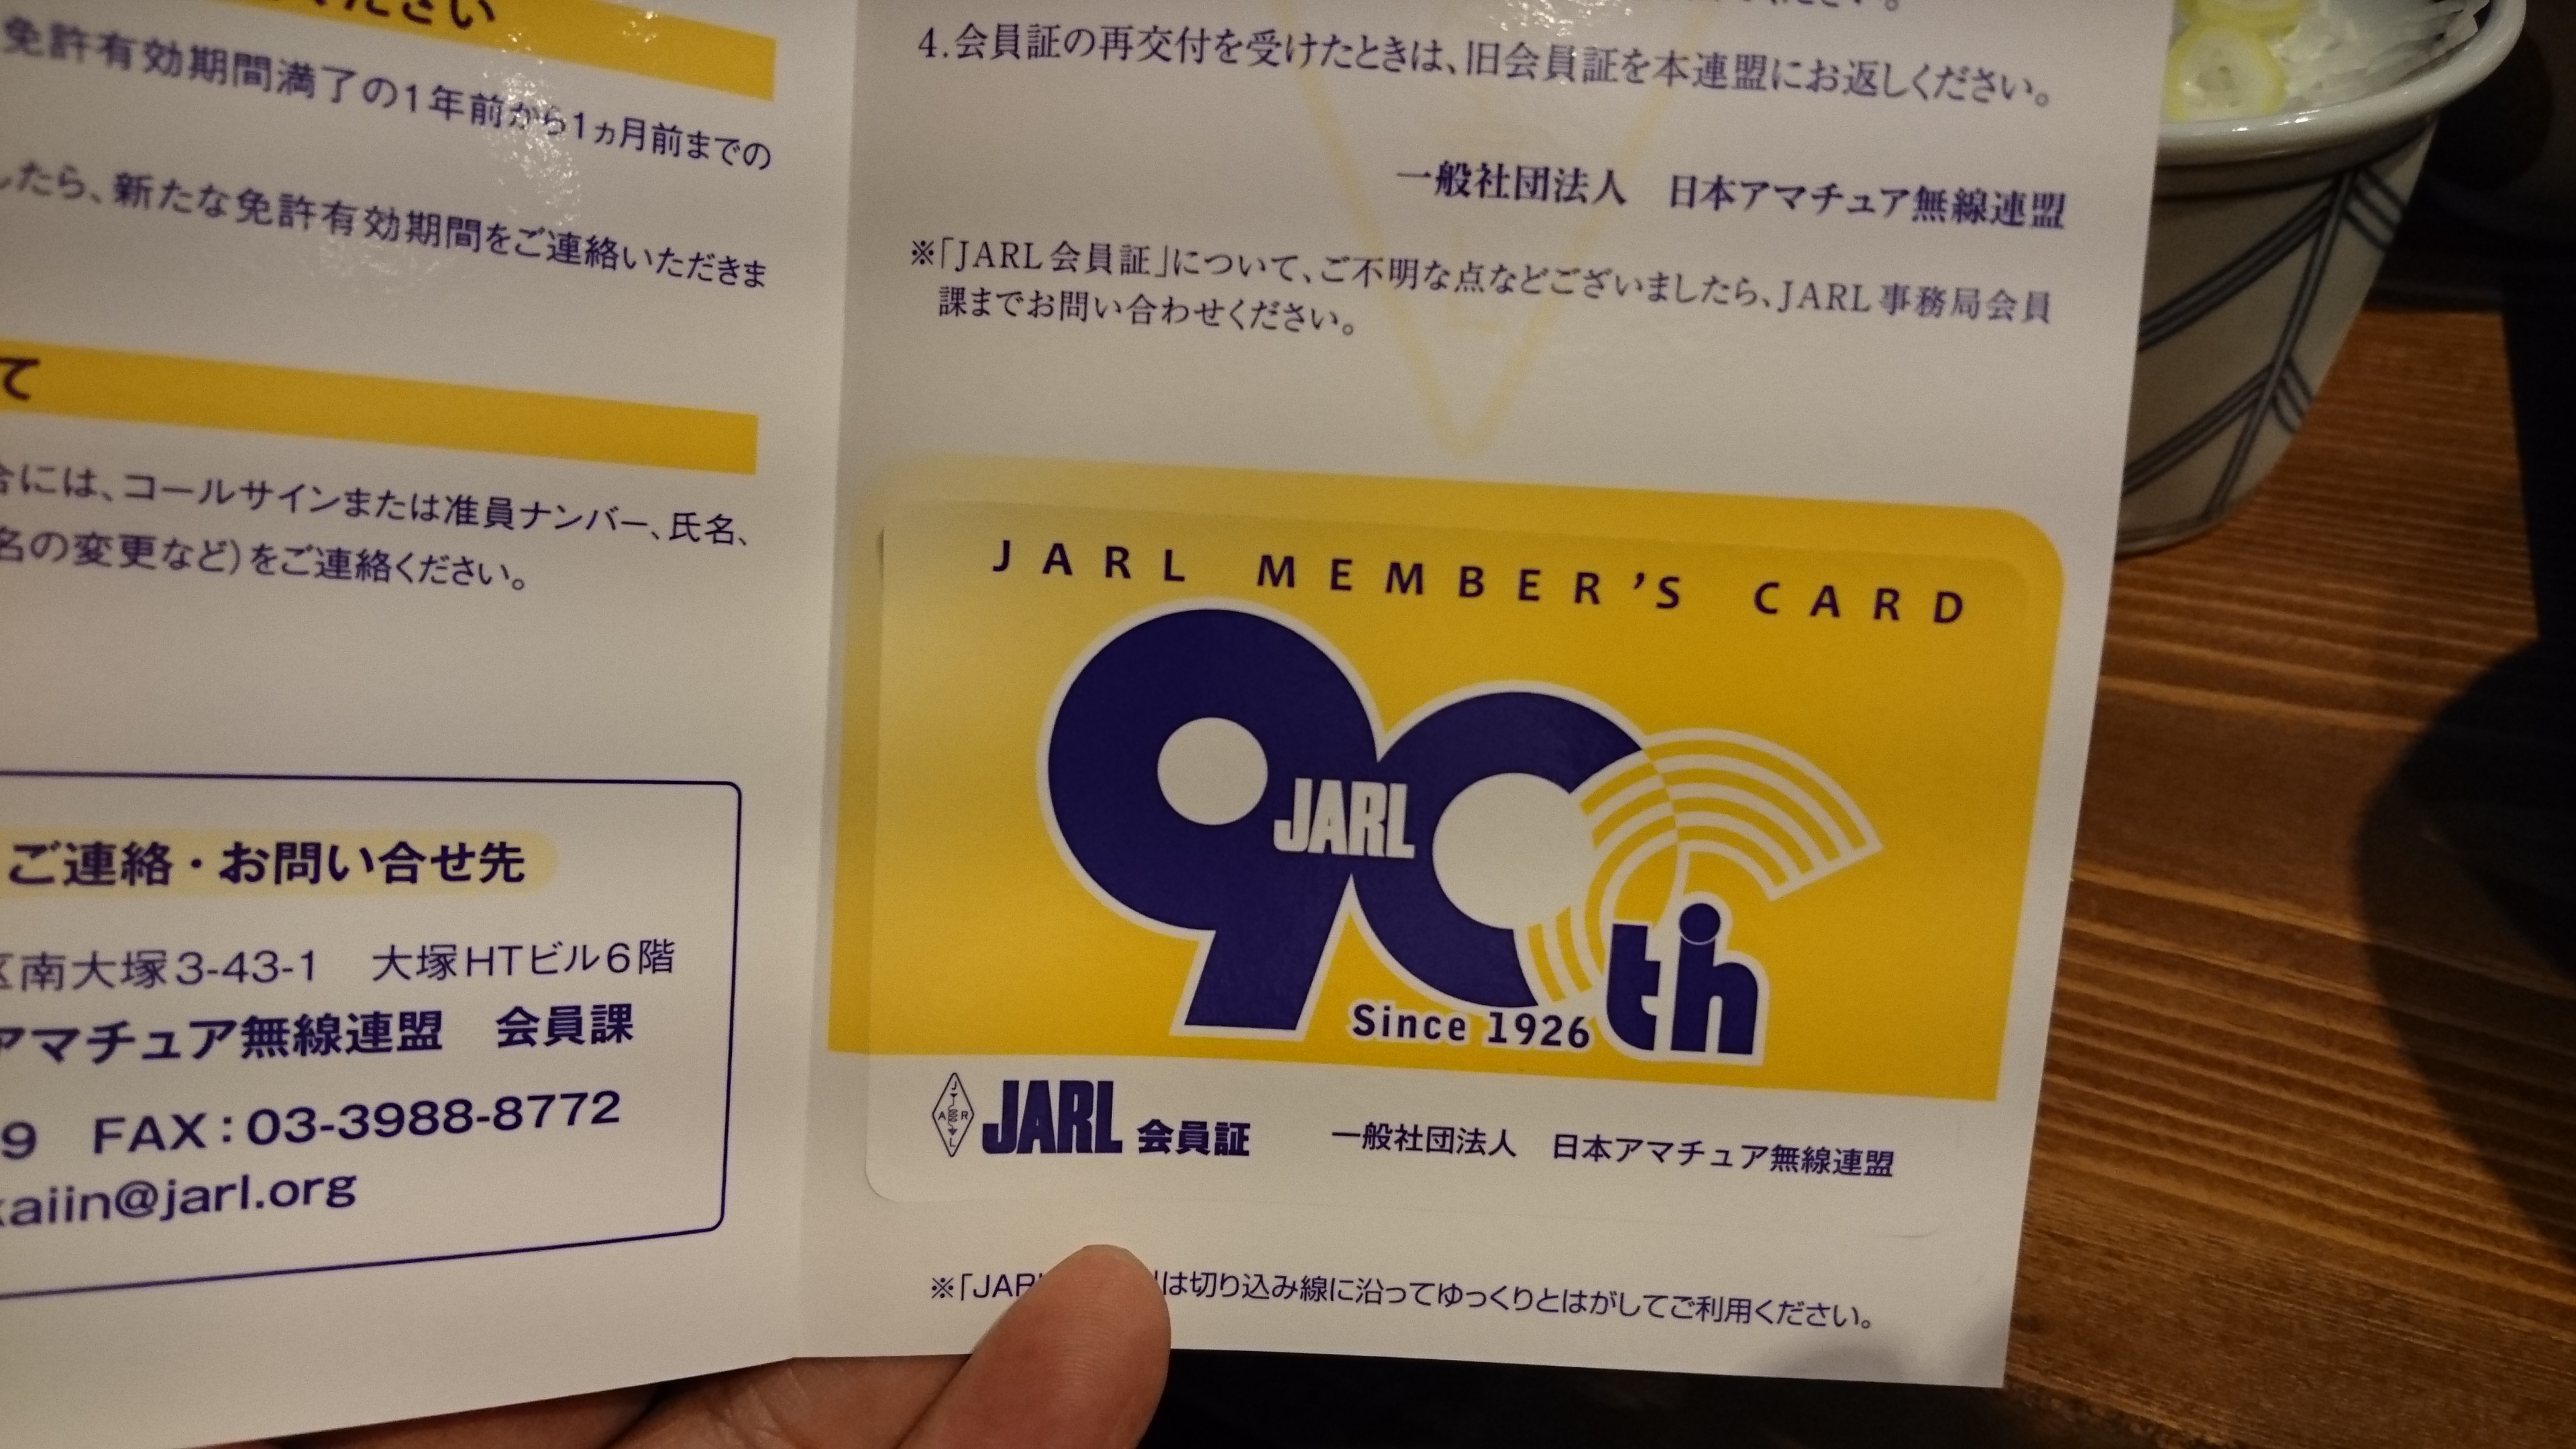 ください
免許有効期間満了の1年前から1ヵ月前までの
したら、新たな免許有効期間をご連絡いただきま
て
合には、コールサインまたは准員ナンバー、氏名、
名の変更など)をご連絡ください。
ご連絡・お問い合せ先
区南大塚3-43-1 大塚HTビル6階
アマチュア無線連盟 会員課
9 FAX:03-3988-8772
kaiin@jarl.org
4.会員証の再交付を受けたときは、旧会員証を本連盟にお返しください。
一般社団法人 日本アマチュア無線連盟
※「JARL会員証」について、ご不明な点などございましたら、JARL事務局会員
課までお問い合わせください。
JARL MEMBER'S CARD
90th
JARL
Since 1926
JARL 会員証 一般社団法人 日本アマチュア無線連盟
※「JAR は切り込み線に沿ってゆっくりとはがしてご利用ください。